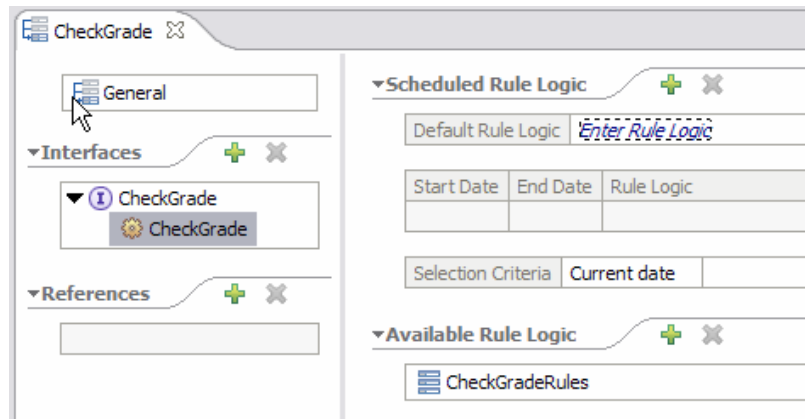 CheckGrade
General
Interfaces
I CheckGrade
CheckGrade
References
Scheduled Rule Logic
Default Rule Logic Enter Rule Logic
Start Date End Date Rule Logic
Selection Criteria Current date
Available Rule Logic
CheckGradeRules